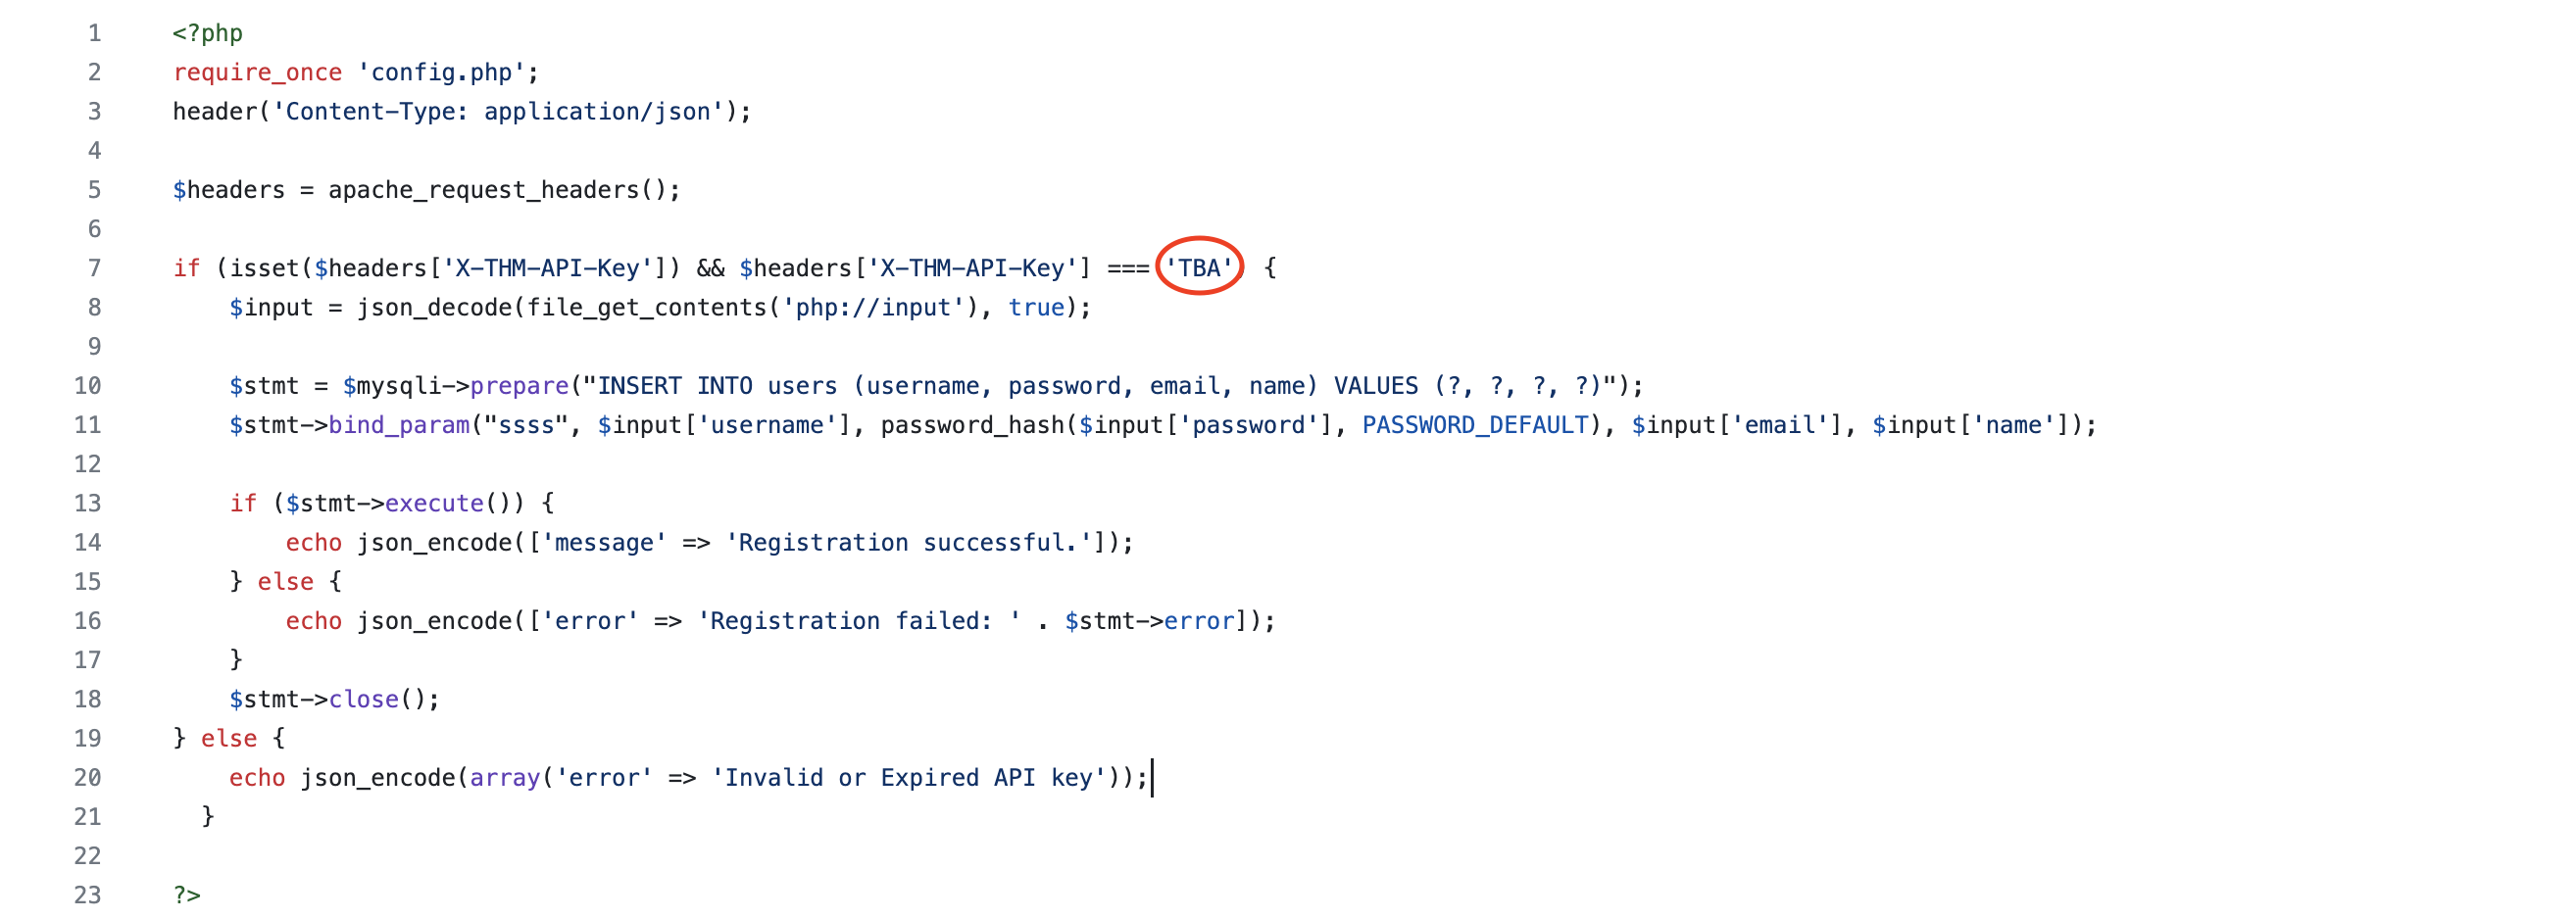 1 <?php
2 require_once 'config.php';
3 header('Content-Type: application/json');
4
5 $headers = apache_request_headers();
6
7 if (isset($headers['X-THM-API-Key']) && $headers['X-THM-API-Key'] === 'TBA' {
8     $input = json_decode(file_get_contents('php://input'), true);
9
10     $stmt = $mysqli->prepare("INSERT INTO users (username, password, email, name) VALUES (?, ?, ?, ?)");
11     $stmt->bind_param("ssss", $input['username'], password_hash($input['password'], PASSWORD_DEFAULT), $input['email'], $input['name']);
12
13     if ($stmt->execute()) {
14         echo json_encode(['message' => 'Registration successful.']);
15     } else {
16         echo json_encode(['error' => 'Registration failed: ' . $stmt->error]);
17     }
18     $stmt->close();
19 } else {
20     echo json_encode(array('error' => 'Invalid or Expired API key'));
21   }
22
23 ?>